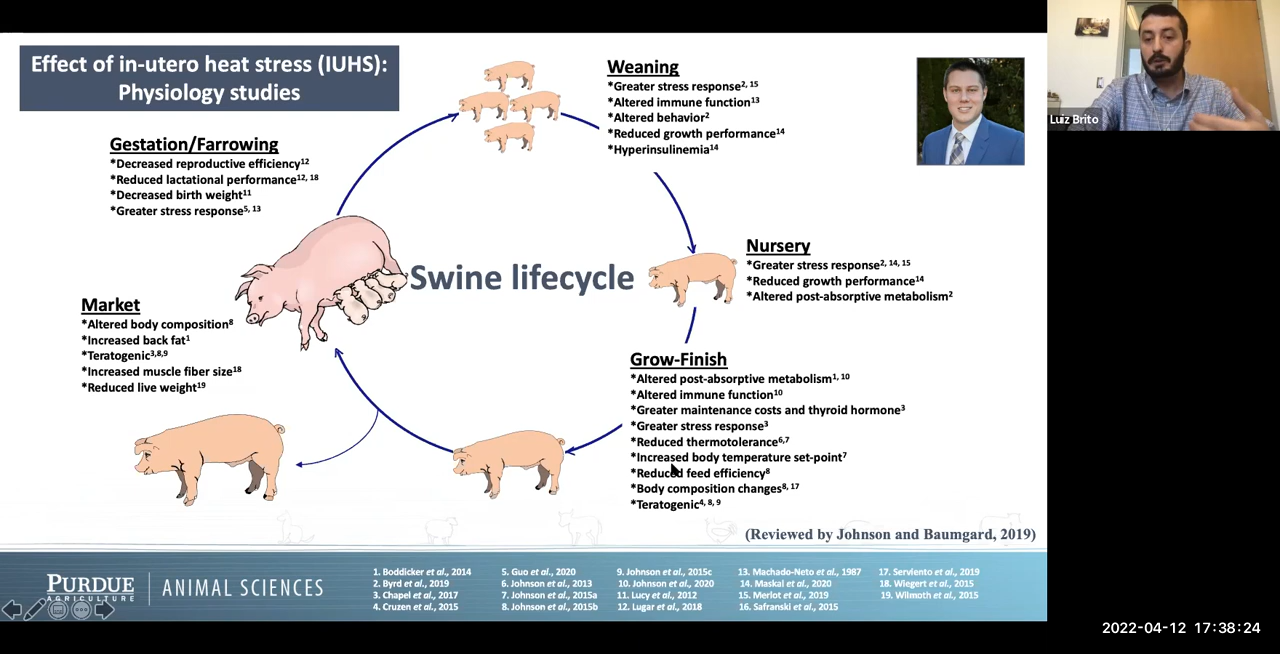 Effect of in-utero heat stress (IUHS):
Physiology studies
Weaning
*Greater stress response2, 15
*Altered immune function13
*Altered behavior2
*Reduced growth performance14
*Hyperinsulinemia14
Luiz Brito
Gestation/Farrowing
*Decreased reproductive efficiency12
*Reduced lactational performance12, 18
*Decreased birth weight11
*Greater stress response5, 13
Swine lifecycle
Nursery
*Greater stress response2, 14, 15
*Reduced growth performance14
*Altered post-absorptive metabolism2
Market
*Altered body composition8
*Increased back fat1
*Teratogenic3,8,9
*Increased muscle fiber size18
*Reduced live weight19
Grow-Finish
*Altered post-absorptive metabolism1, 10
*Altered immune function10
*Greater maintenance costs and thyroid hormone3
*Greater stress response3
*Reduced thermotolerance6,7
*Increased body temperature set-point7
*Reduced feed efficiency8
*Body composition changes8, 17
*Teratogenic4, 8, 9
(Reviewed by Johnson and Baumgard, 2019)
PURDUE
AGRICULTURE
ANIMAL SCIENCES
1. Boddicker et al., 2014
2. Byrd et al., 2019
3. Chapel et al., 2017
4. Cruzen et al., 2015
5. Guo et al., 2020
6. Johnson et al., 2013
7. Johnson et al., 2015a
8. Johnson et al., 2015b
9. Johnson et al., 2015c
10. Johnson et al., 2020
11. Lucy et al., 2012
12. Lugar et al., 2018
13. Machado-Neto et al., 1987
14. Maskal et al., 2020
15. Merlot et al., 2019
16. Safranski et al., 2015
17. Serviento et al., 2019
18. Wiegert et al., 2015
19. Wilmoth et al., 2015
2022-04-12 17:38:24